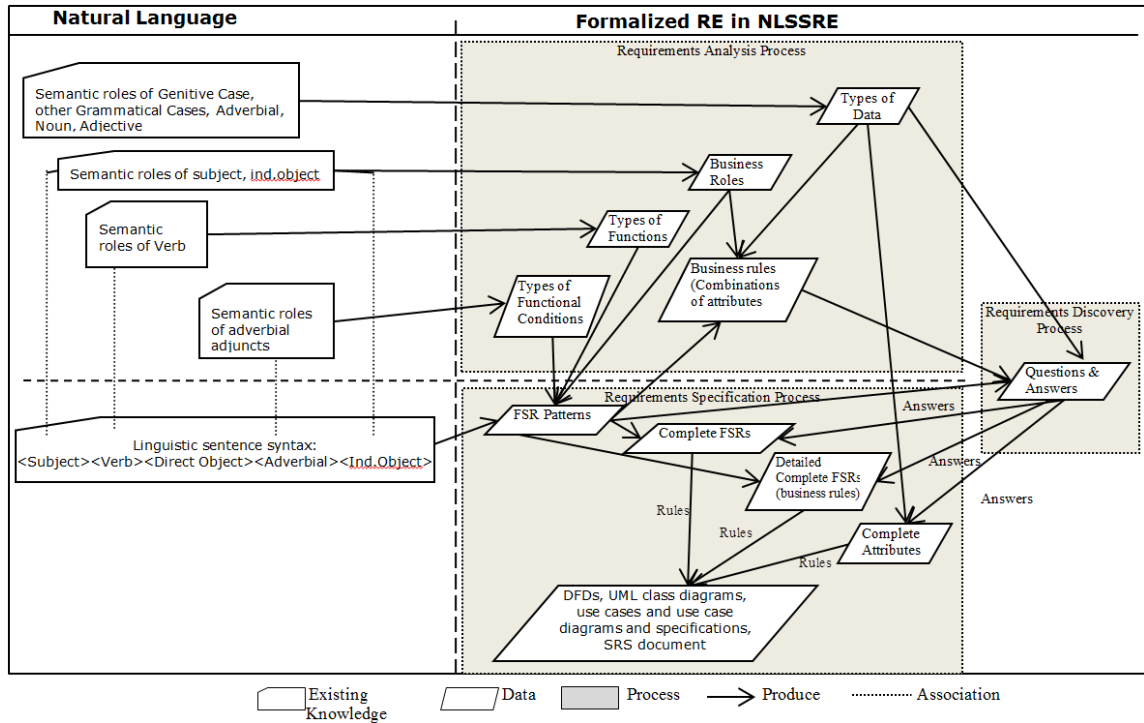 Natural Language
Formalized RE in NLSSRE
Requirements Analysis Process
Semantic roles of Genitive Case,
other Grammatical Cases, Adverbial,
Noun, Adjective
Types of
Data
Semantic roles of subject, ind.object
Business
Roles
Semantic
roles of Verb
Types of
Functions
Business rules
(Combinations
of attributes
Types of
Functional
Conditions
Semantic roles
of adverbial
adjuncts
Requirements Discovery
Process
Questions &
Answers
Requirements Specification Process
FSR Patterns
Answers
Complete FSRs
Linguistic sentence syntax:
<Subject><Verb><Direct Object><Adverbial><Ind.Object>
Detailed
Complete FSRs
(business rules)
Answers
Answers
Rules
Rules
Rules
Complete
Attributes
DFDs, UML class diagrams,
use cases and use case
diagrams and specifications,
SRS document
Existing
Knowledge
Data
Process
Produce
Association